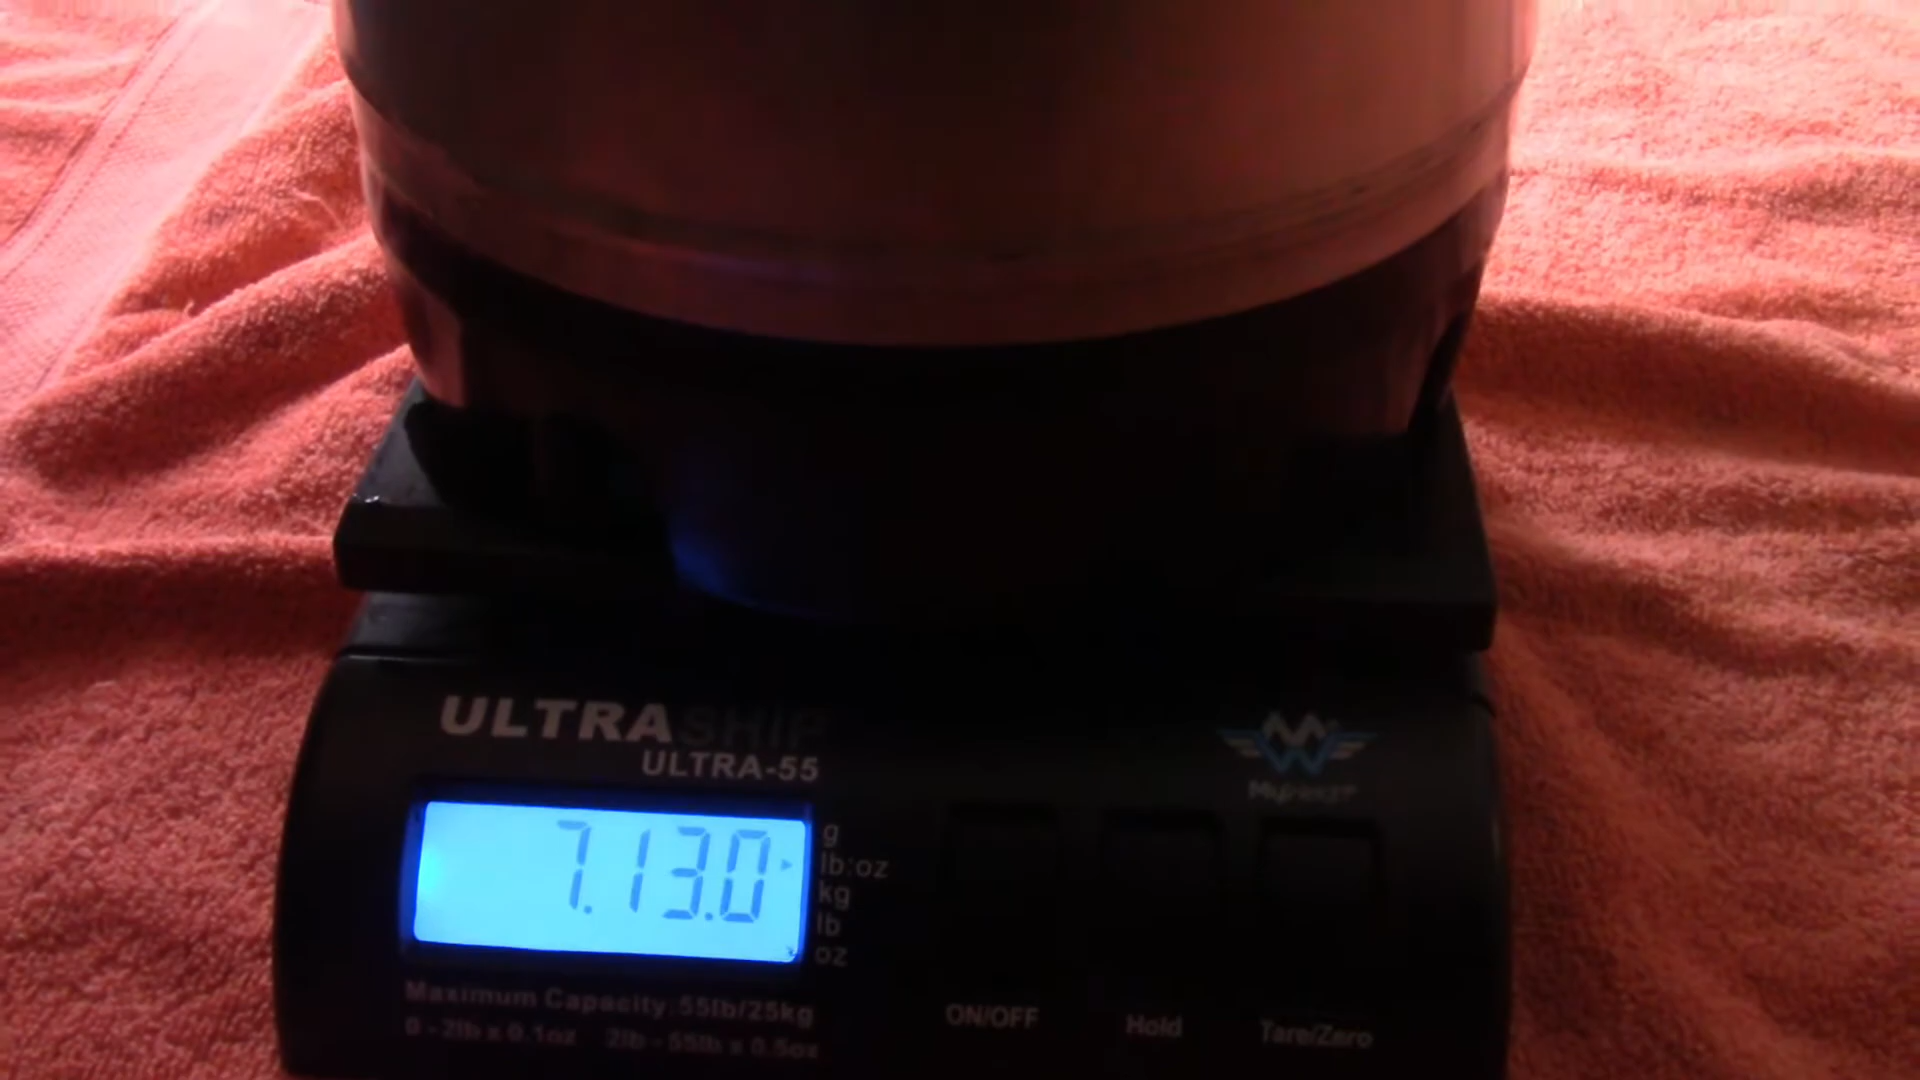 ULTRASHIP
ULTRA-55
7.13.0
g
lb:oz
kg
lb
oz
MyWeigh
Maximum Capacity: 55lb/25kg
0 - 2lb x 0.1oz 2lb - 55lb x 0.5oz
ON/OFF
Hold
Tare/Zero